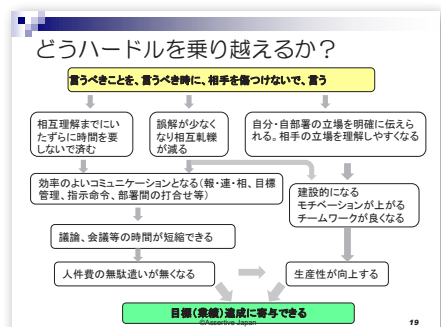 どうハードルを乗り越えるか？
言うべきことを、言うべき時に、相手を傷つけないで、言う
相互理解までにい
たずらに時間を要
しないで済む
誤解が少なく
なり相互軋轢
が減る
自分・自部署の立場を明確に伝えら
れる。相手の立場を理解しやすくなる
効率のよいコミュニケーションとなる（報・連・相、目標
管理、指示命令、部署間の打合せ等）
建設的になる
モチベーションが上がる
チームワークが良くなる
議論、会議等の時間が短縮できる
人件費の無駄遣いが無くなる
生産性が向上する
目標（業績）達成に寄与できる
©Assertive Japan
19